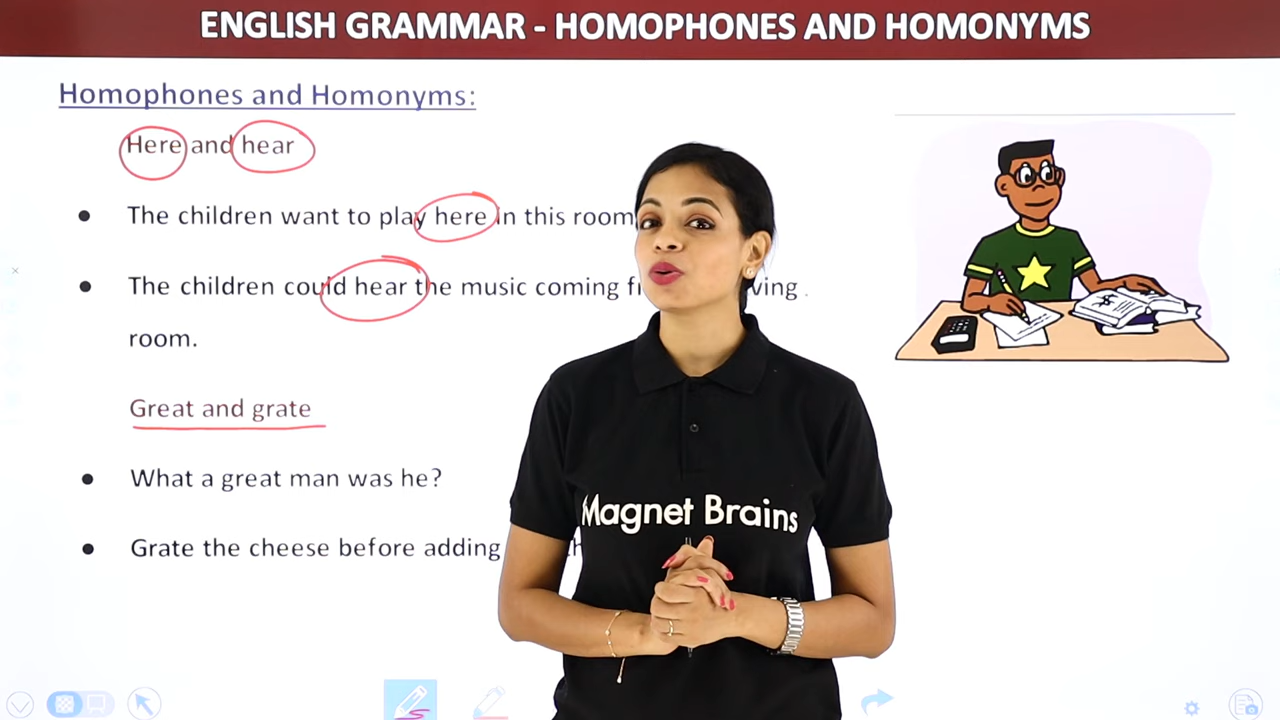 ENGLISH GRAMMAR - HOMOPHONES AND HOMONYMS
Homophones and Homonyms:
Here and hear
The children want to play here in this room
The children could hear the music coming
room.
Great and grate
What a great man was he?
Grate the cheese before adding
Magnet Brains